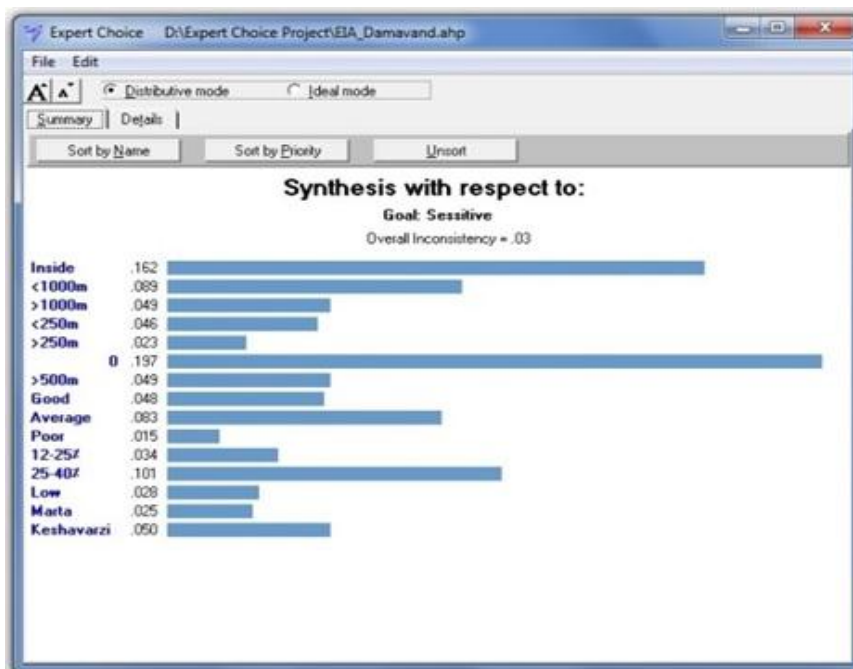 Expert Choice D:\Expert Choice Project\EIA_Damavand.ahp
File Edit
A A Distributive mode Ideal mode
Summary Details
Sort by Name Sort by Priority Unsort
Synthesis with respect to:
Goal: Sessitive
Overall Inconsistency = .03
Inside .162
<1000m .089
>1000m .049
<250m .046
>250m .023
0 .197
>500m .049
Good .048
Average .083
Poor .015
12-25% .034
25-40% .101
Low .028
Marta .025
Keshavarzi .050